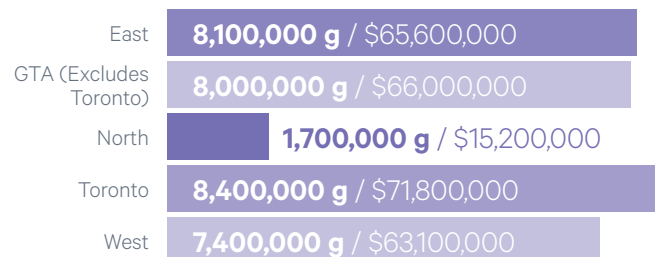 East 8,100,000 g / $65,600,000
GTA (Excludes
Toronto) 8,000,000 g / $66,000,000
North 1,700,000 g / $15,200,000
Toronto 8,400,000 g / $71,800,000
West 7,400,000 g / $63,100,000